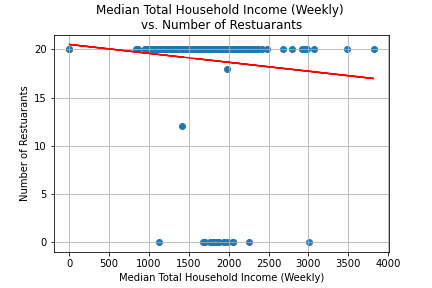 Median Total Household Income (Weekly)
vs. Number of Restuarants
Number of Restuarants
20
15
10
5
0
0 500 1000 1500 2000 2500 3000 3500 4000
Median Total Household Income (Weekly)